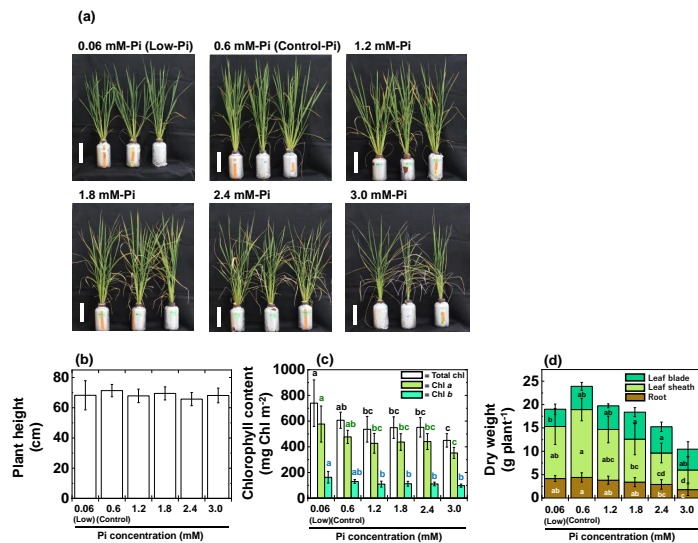 (a)
0.06 mM-Pi (Low-Pi) 0.6 mM-Pi (Control-Pi) 1.2 mM-Pi
1.8 mM-Pi 2.4 mM-Pi 3.0 mM-Pi
(b)
Plant height
(cm)
80
60
40
20
0
0.06 0.6 1.2 1.8 2.4 3.0
(Low) (Control)
Pi concentration (mM)
(c)
Chlorophyll content
(mg Chl m-2)
1000
800
600
400
200
0
= Total chl
= Chl a
= Chl b
a ab bc bc bc c
a ab bc bc bc c
a b b b b b
0.06 0.6 1.2 1.8 2.4 3.0
(Low) (Control)
Pi concentration (mM)
(d)
Dry weight
(g plant-1)
25
20
15
10
5
0
Leaf blade
Leaf sheath
Root
b ab ab a a ab
ab a abc bc cd d
ab a ab ab bc c
0.06 0.6 1.2 1.8 2.4 3.0
(Low) (Control)
Pi concentration (mM)